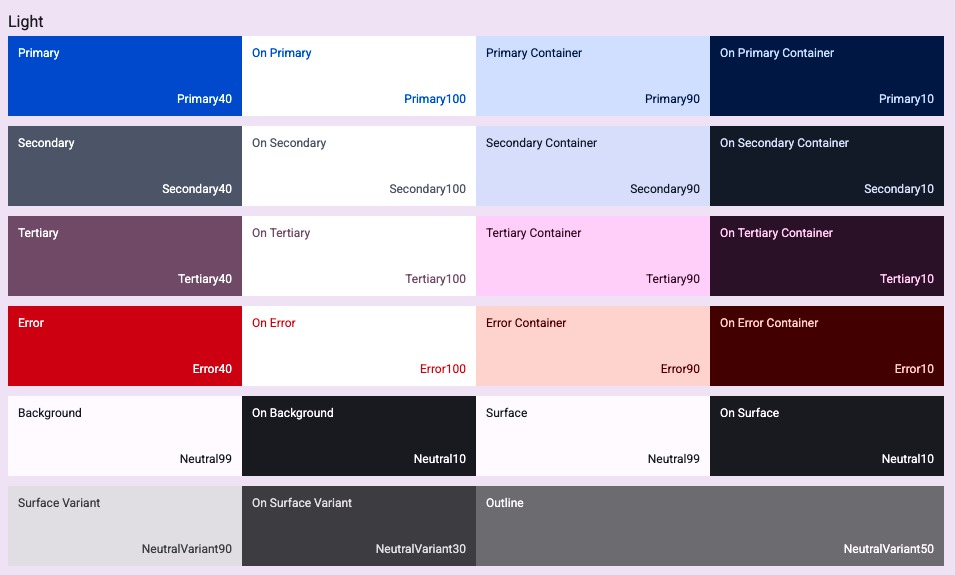 Light
Primary
Primary40
On Primary
Primary100
Primary Container
Primary90
On Primary Container
Primary10
Secondary
Secondary40
On Secondary
Secondary100
Secondary Container
Secondary90
On Secondary Container
Secondary10
Tertiary
Tertiary40
On Tertiary
Tertiary100
Tertiary Container
Tertiary90
On Tertiary Container
Tertiary10
Error
Error40
On Error
Error100
Error Container
Error90
On Error Container
Error10
Background
Neutral99
On Background
Neutral10
Surface
Neutral99
On Surface
Neutral10
Surface Variant
NeutralVariant90
On Surface Variant
NeutralVariant30
Outline
NeutralVariant50